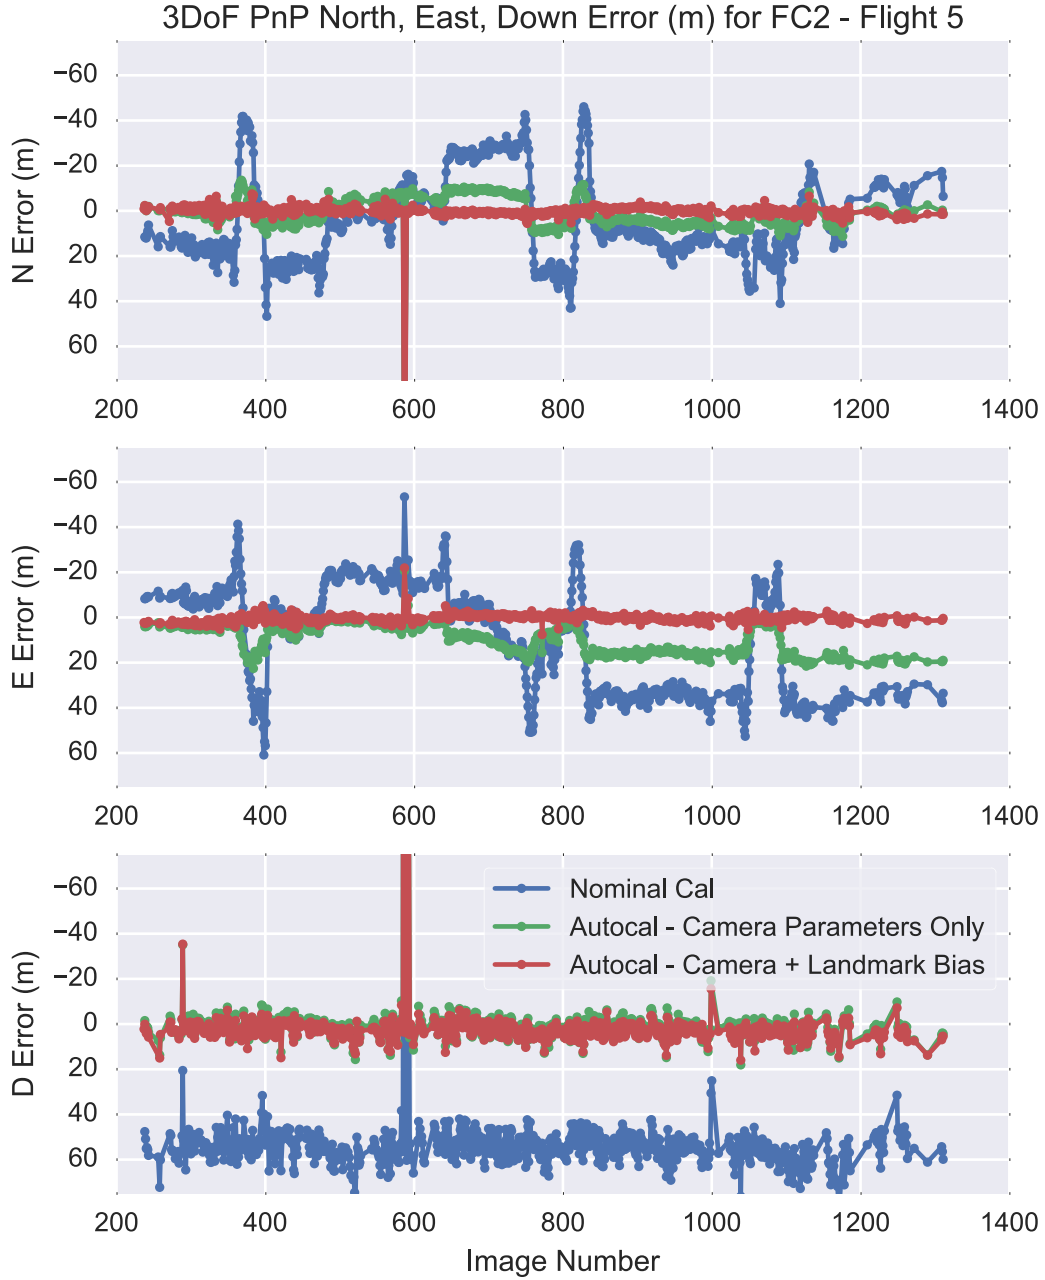 3DoF PnP North, East, Down Error (m) for FC2 - Flight 5
N Error (m)
−60
−40
−20
0
20
40
60
200 400 600 800 1000 1200 1400
E Error (m)
−60
−40
−20
0
20
40
60
200 400 600 800 1000 1200 1400
D Error (m)
−60
−40
−20
0
20
40
60
Nominal Cal
Autocal - Camera Parameters Only
Autocal - Camera + Landmark Bias
200 400 600 800 1000 1200 1400
Image Number